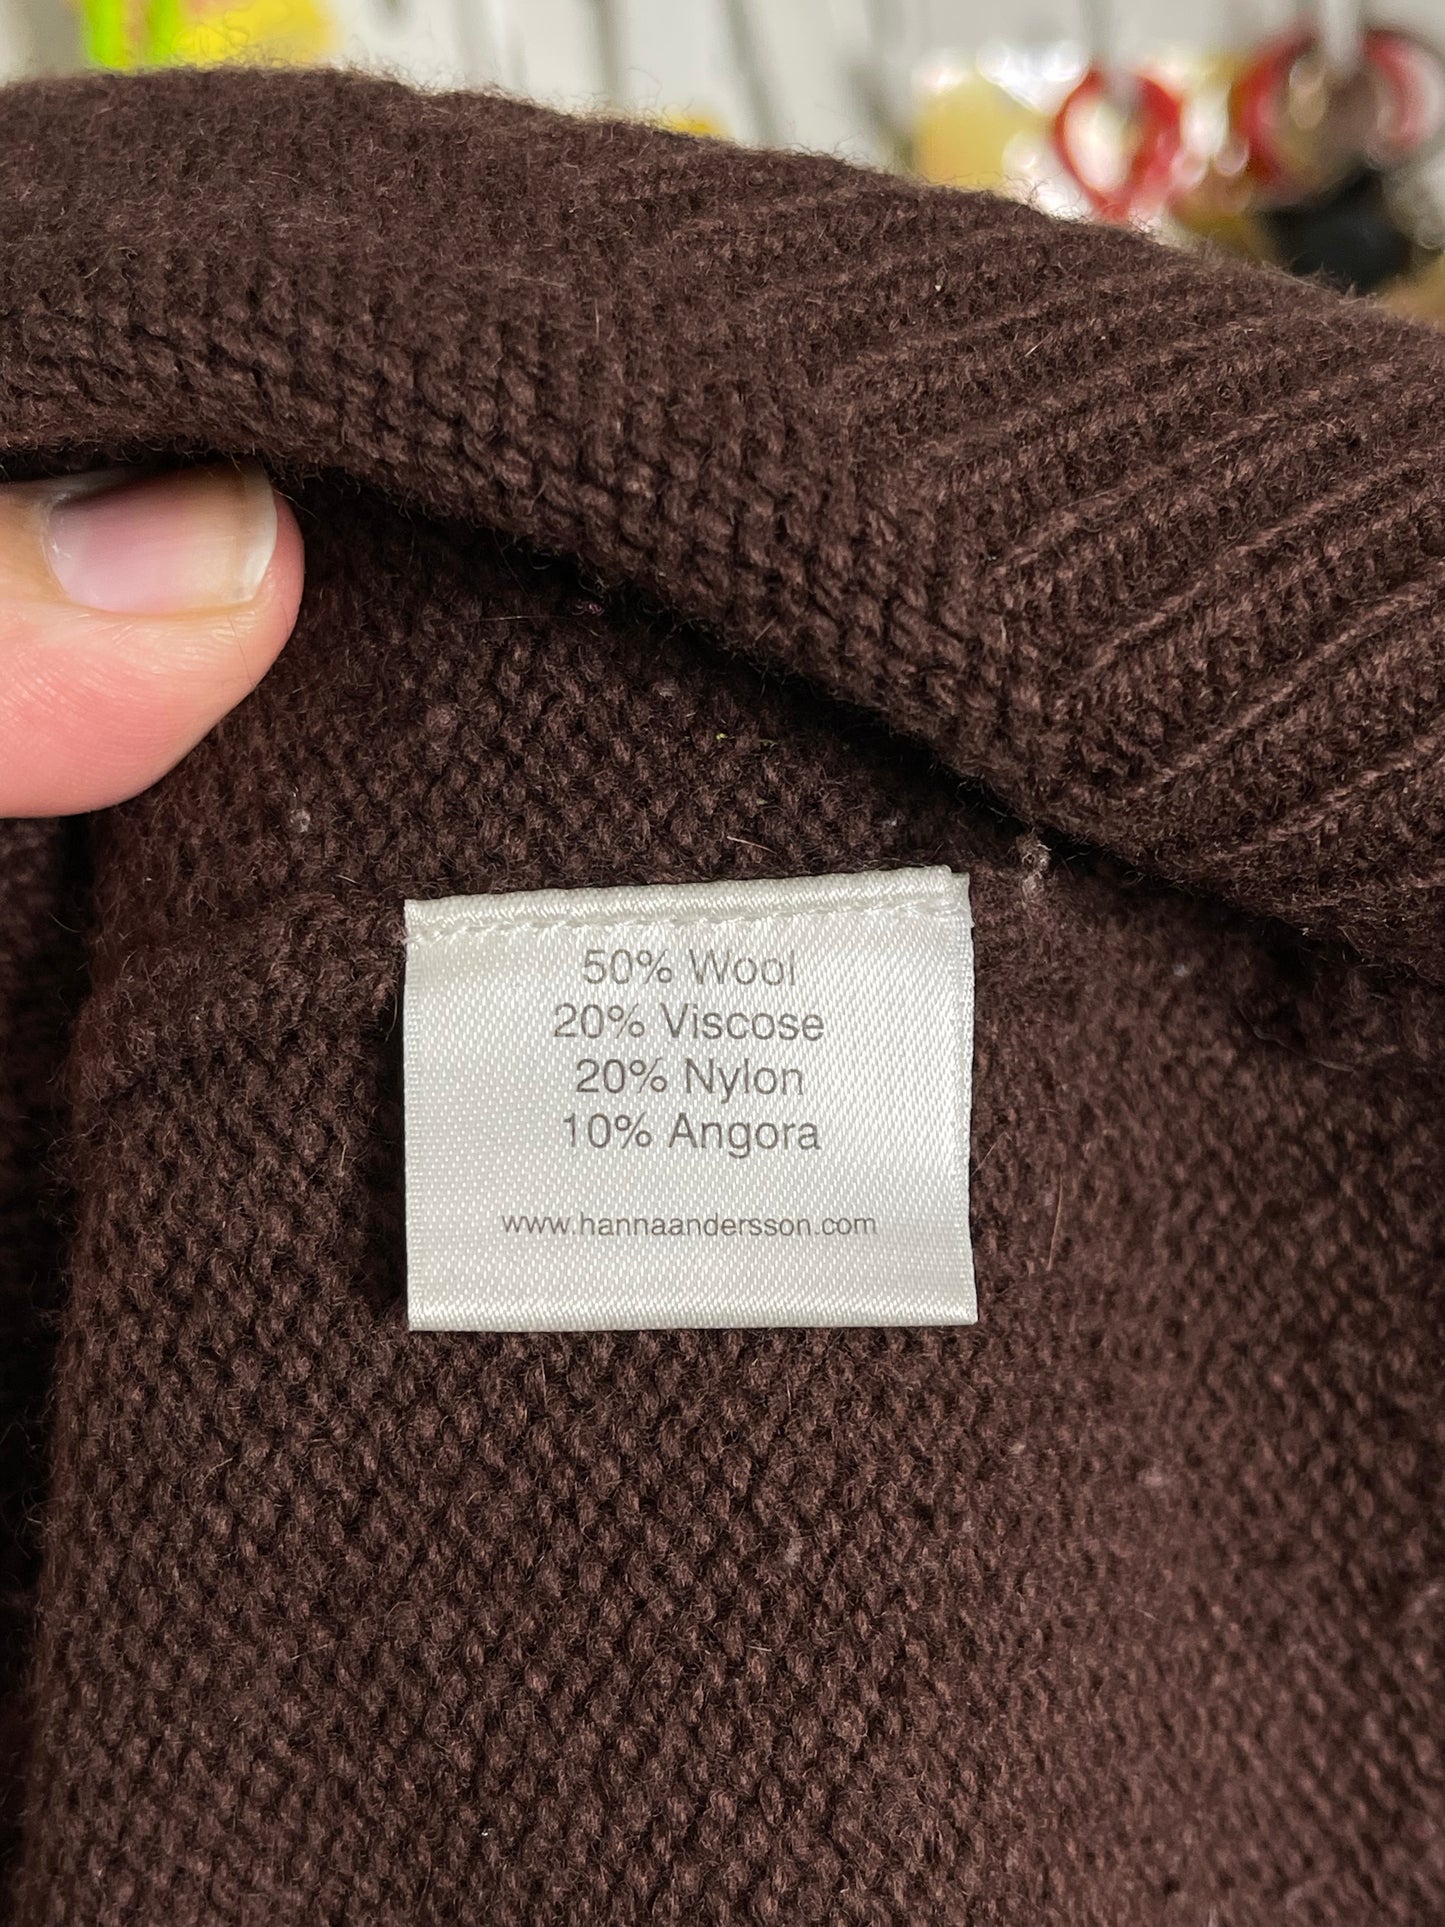 50% Wool
20% Viscose
20% Nylon
10% Angora
www.hannaandersson.com